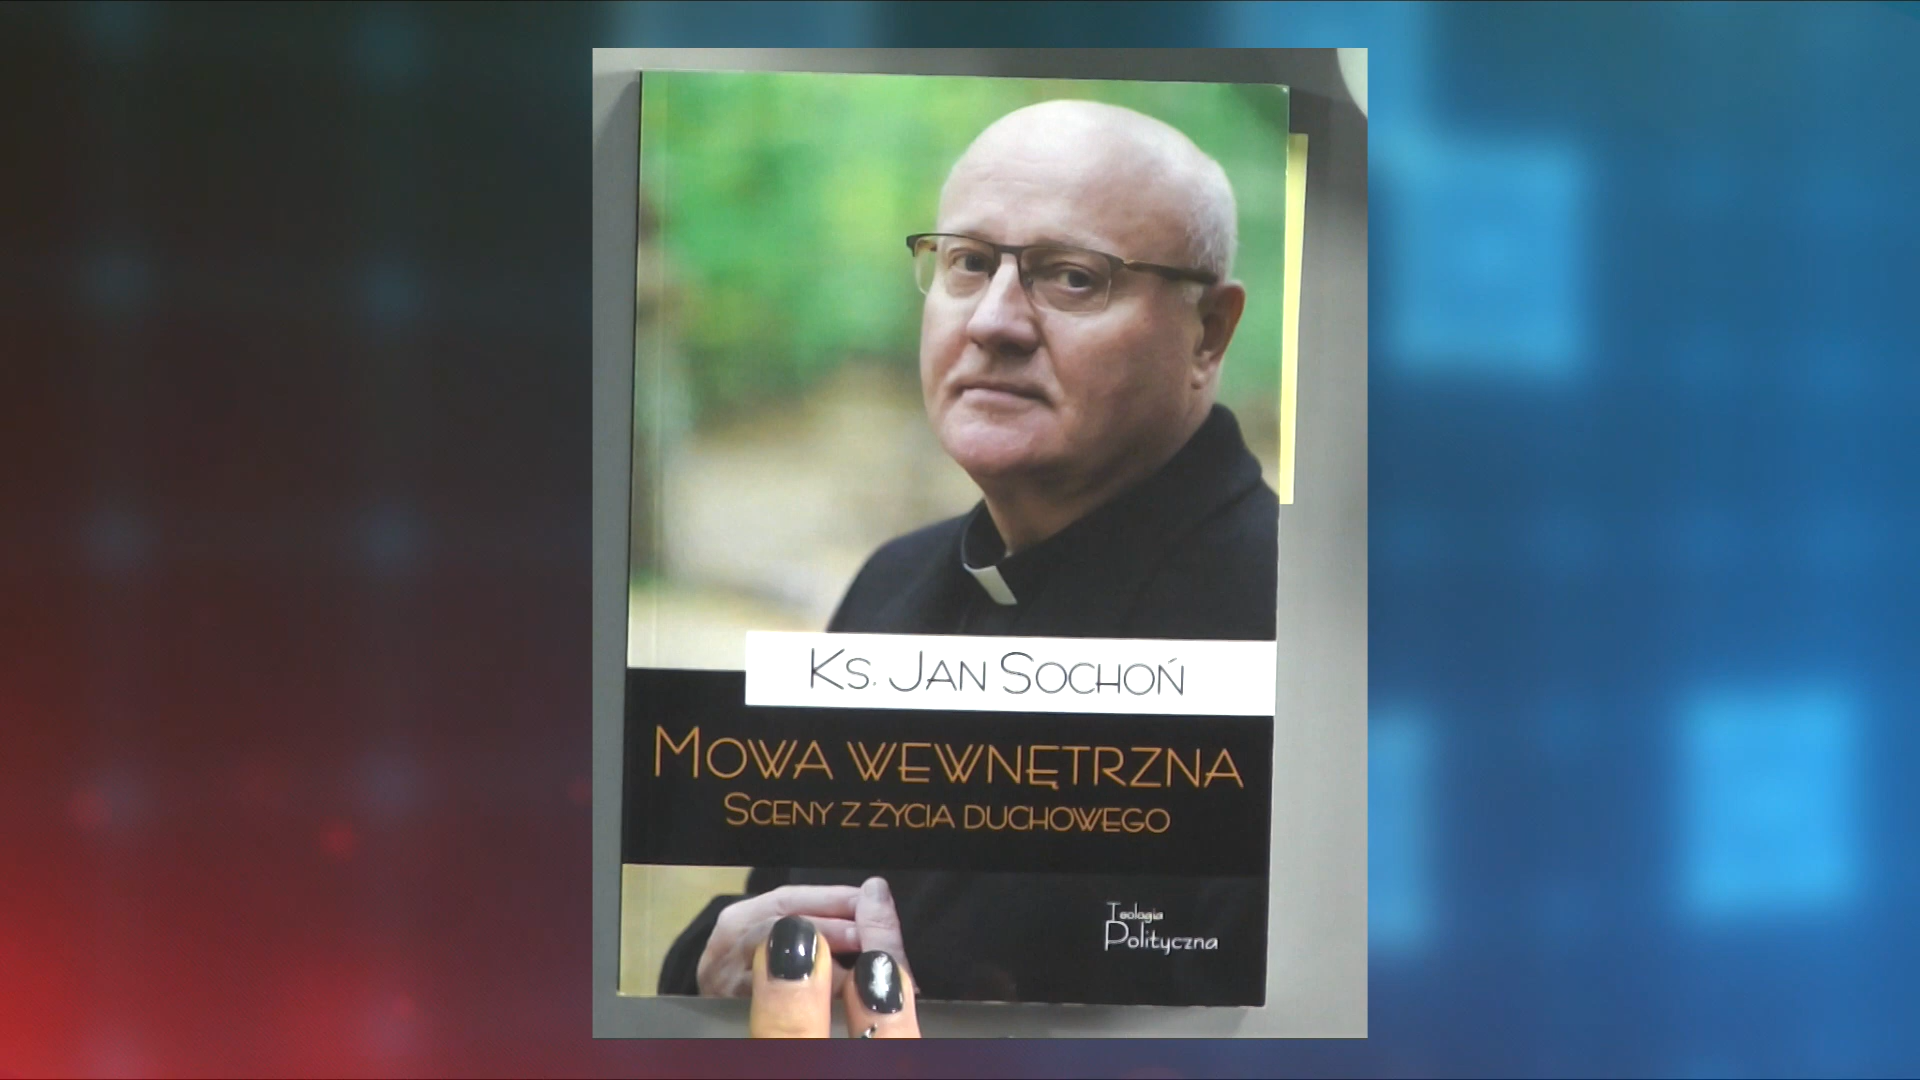 Ks. Jan Sochoń
Mowa wewnętrzna
Sceny z życia duchowego
Teologia
Polityczna